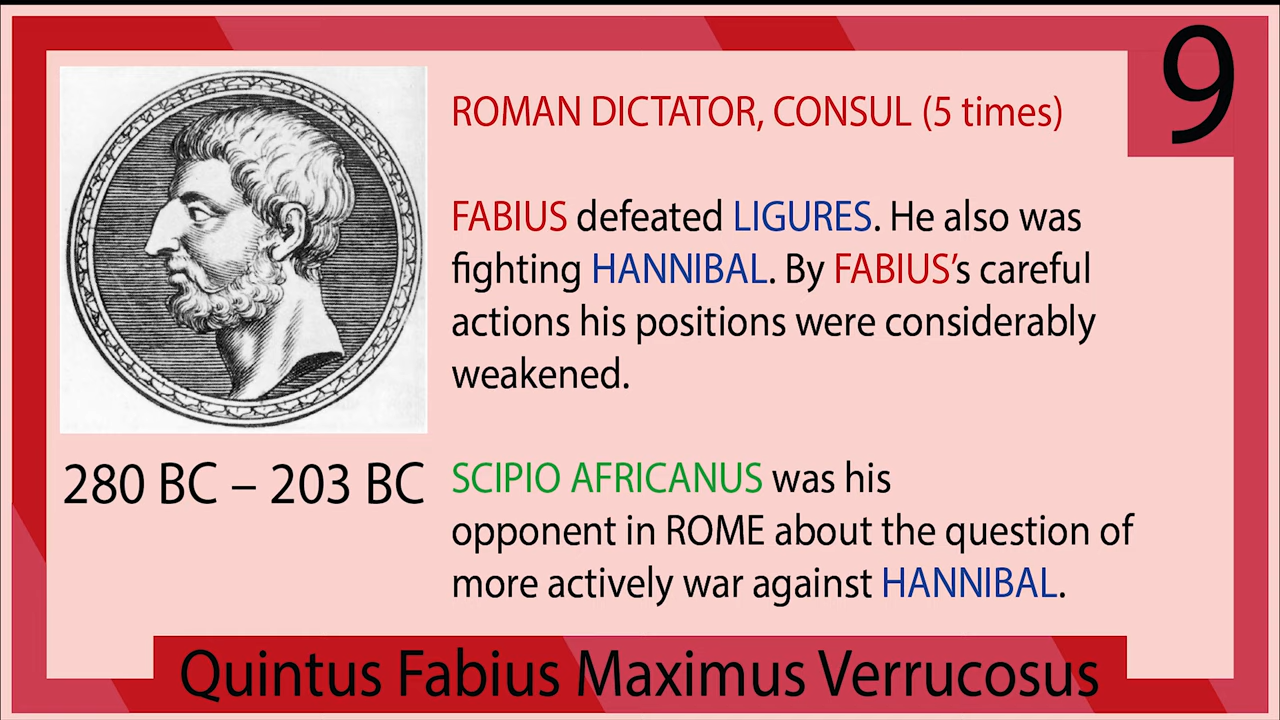 9
ROMAN DICTATOR, CONSUL (5 times)
FABIUS defeated LIGURES. He also was
fighting HANNIBAL. By FABIUS's careful
actions his positions were considerably
weakened.
280 BC – 203 BC
SCIPIO AFRICANUS was his
opponent in ROME about the question of
more actively war against HANNIBAL.
Quintus Fabius Maximus Verrucosus